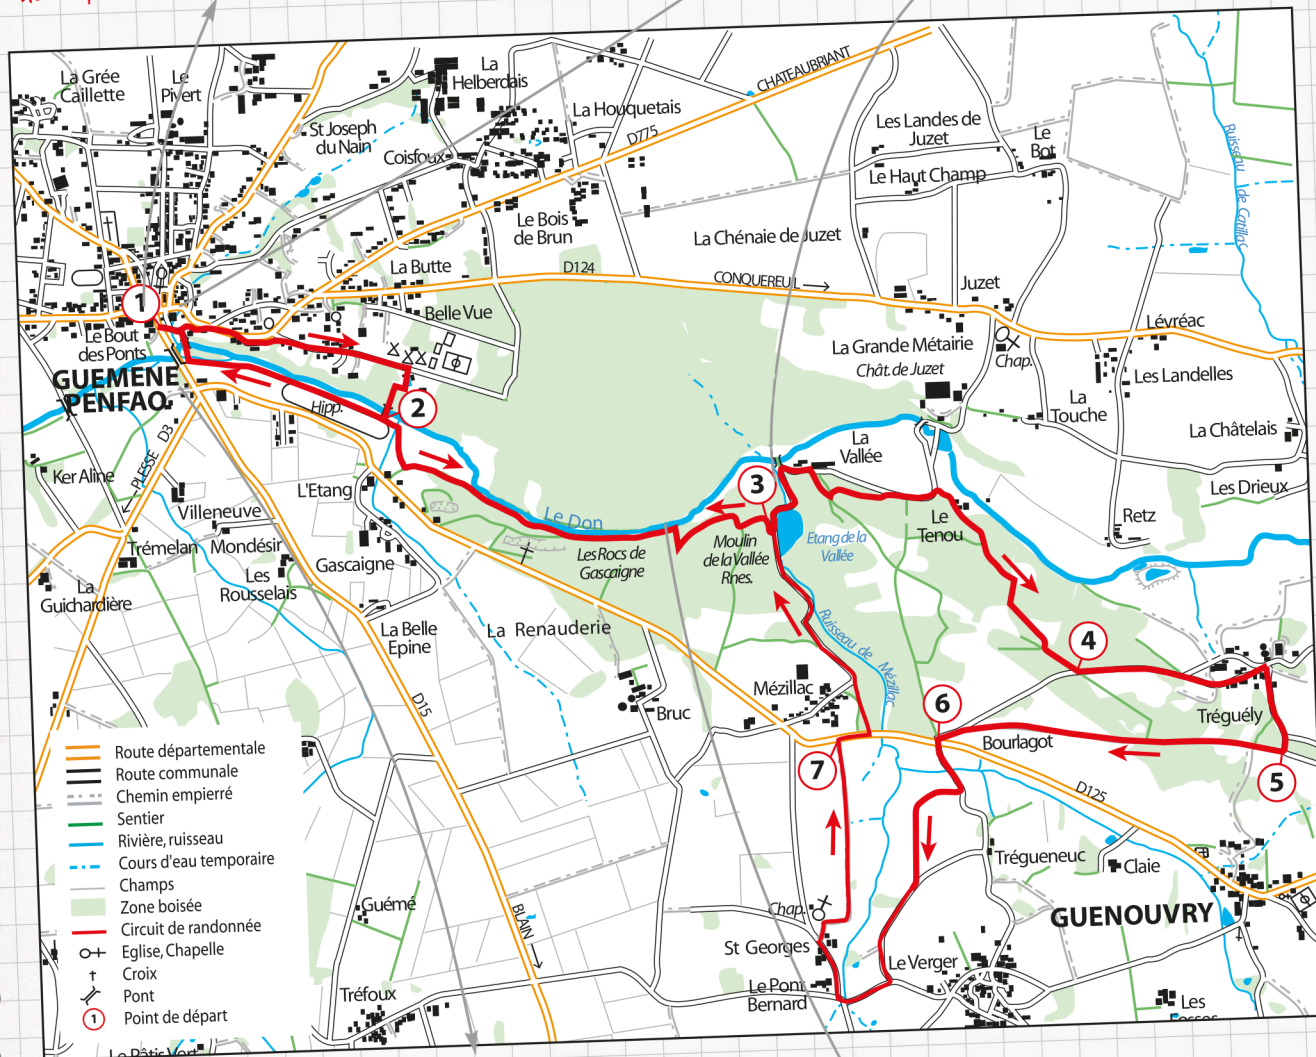 La Grée
Caillette
Le
Pivert
La
Helberdais
St Joseph
du Nain
Coisfoux
La Houquetais
D775
CHATEAUBRIANT
Les Landes de
Juzet
Le
Bot
Le Haut Champ
Ruisseau de Catillac
Le Bois
de Brun
La Chénaie de Juzet
La Butte
D124
CONQUEREUIL
Juzet
1
Belle Vue
Le Bout
des Ponts
Lévréac
La Grande Métairie
Chât. de Juzet
Chap.
GUEMENE
PENFAO
Hipp.
2
Les Landelles
La
Touche
La Châtelais
D3
PLESSE
Ker Aline
La
Vallée
L'Etang
3
Les Drieux
Villeneuve
Le Don
Le
Tenou
Retz
Trémelan
Mondésir
Gascaigne
Les Rocs de
Gascaigne
Moulin
de la Vallée
Rnes.
Etang de la
Vallée
Les
Rousselais
La
Guichardière
La Belle
Epine
La Renauderie
Ruisseau de Mézillac
4
D15
Mézillac
Bruc
6
Tréguély
Bourlagot
7
5
D125
Route départementale
Route communale
Chemin empierré
Sentier
Rivière, ruisseau
Cours d'eau temporaire
Champs
Zone boisée
Circuit de randonnée
Eglise, Chapelle
Croix
Pont
1
Point de départ
Trégueneuc
Claie
Guémé
BLAIN
Chap.
GUENOUVRY
St Georges
Le Verger
Le Pont
Bernard
Tréfoux
Les
Fosses
Le Pâtis Vert